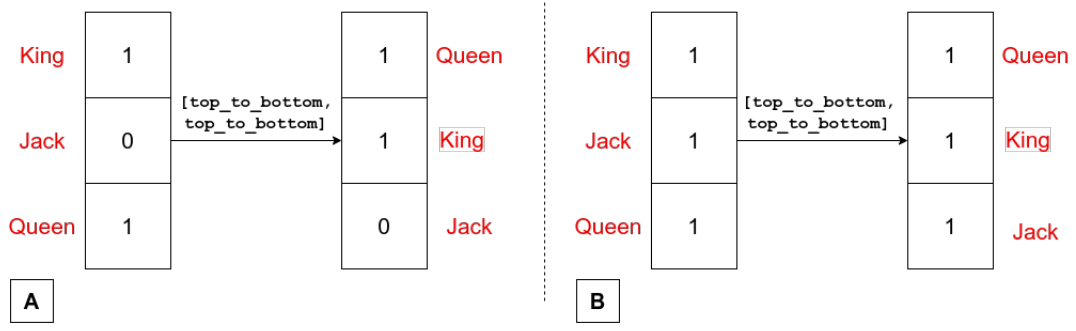 King 1 1 Queen
[top_to_bottom,
top_to_bottom]
Jack 0 1 King
Queen 1 0 Jack
A
King 1 1 Queen
[top_to_bottom,
top_to_bottom]
Jack 1 1 King
Queen 1 1 Jack
B